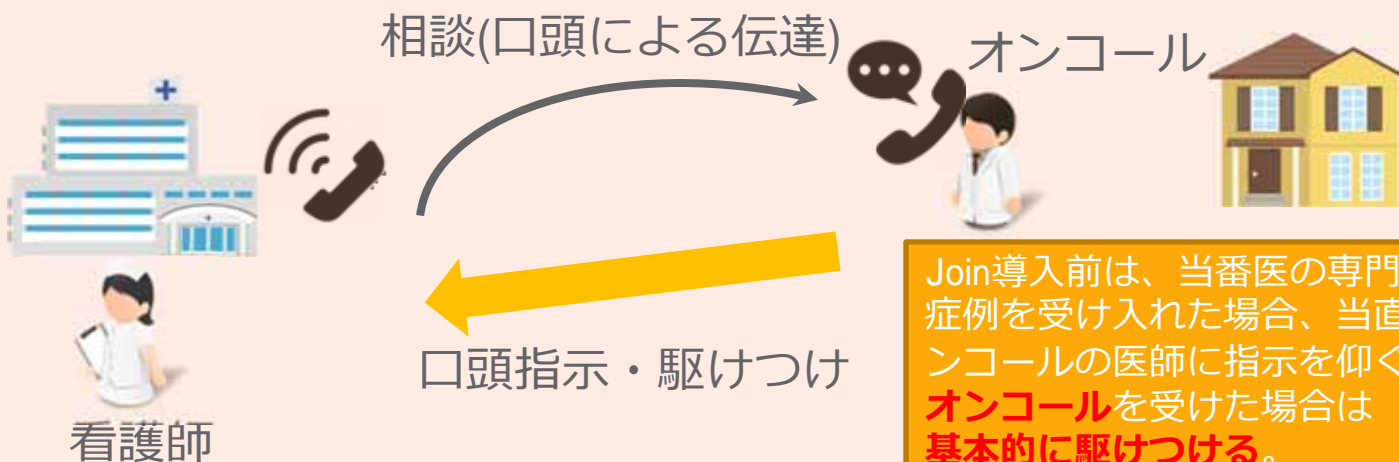 相談(口頭による伝達)
オンコール
口頭指示・駆けつけ
看護師
Join導入前は、当番医の専門
症例を受け入れた場合、当直
ンコールの医師に指示を仰ぐ
オンコールを受けた場合は
基本的に駆けつける。